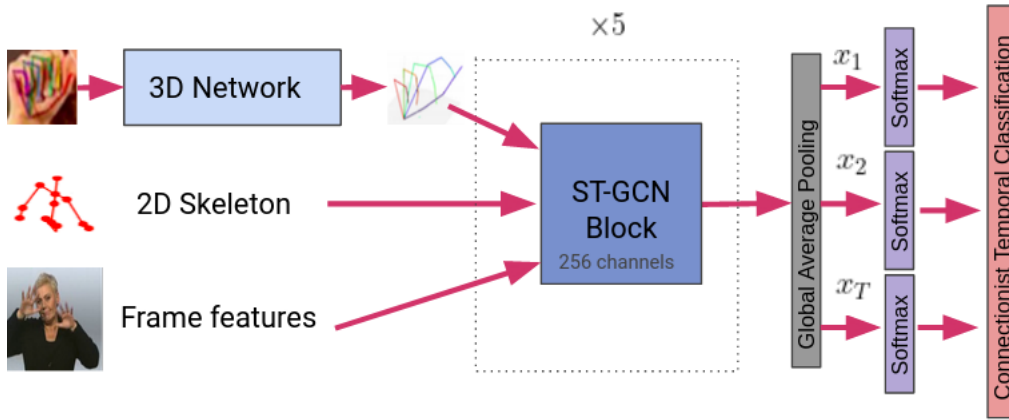 ×5
3D Network
2D Skeleton
Frame features
ST-GCN
Block
256 channels
Global Average Pooling
x₁
x₂
x_T
Softmax
Softmax
Softmax
Connectionist Temporal Classification